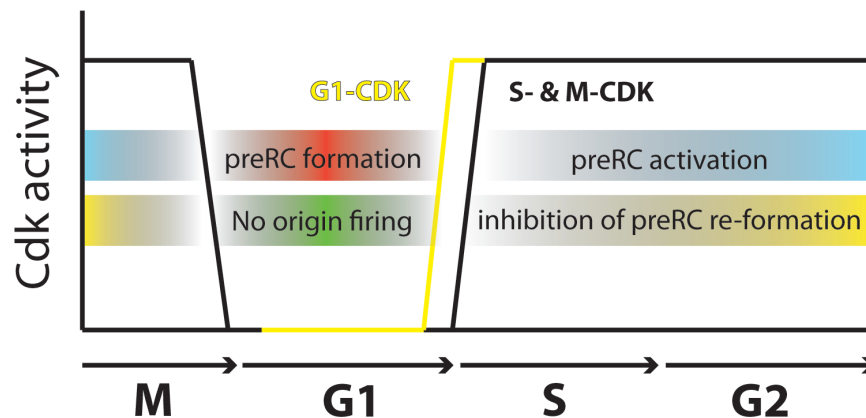 Cdk activity
G1-CDK
S- & M-CDK
preRC formation
preRC activation
No origin firing
inhibition of preRC re-formation
M
G1
S
G2